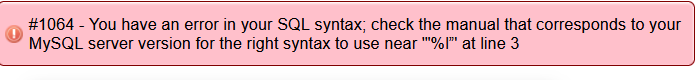 #1064 - You have an error in your SQL syntax; check the manual that corresponds to your
MySQL server version for the right syntax to use near '"%l"' at line 3